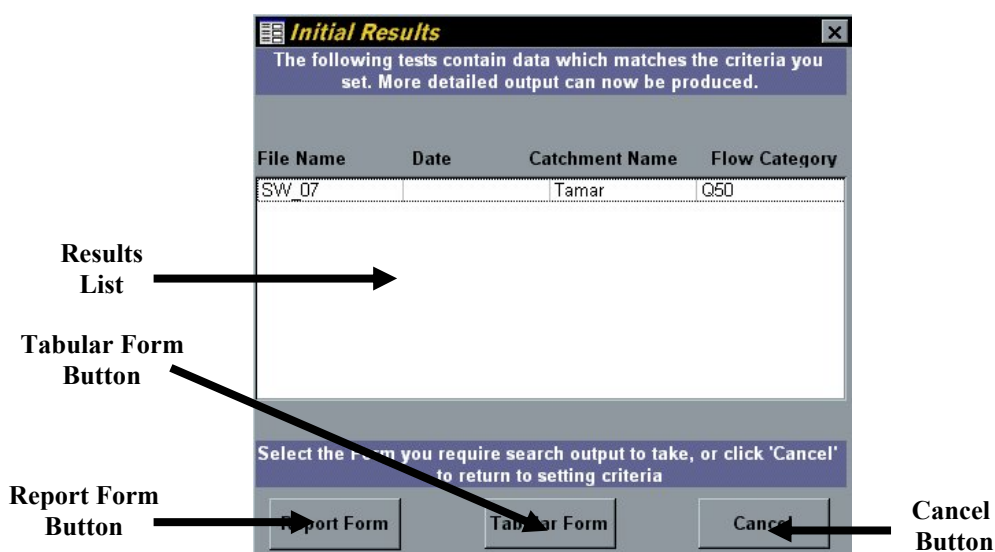 Initial Results
The following tests contain data which matches the criteria you
set. More detailed output can now be produced.
File Name Date Catchment Name Flow Category
SW_07 Tamar Q50
Results
List
Tabular Form
Button
Select the Form you require search output to take, or click 'Cancel'
to return to setting criteria
Report Form
Button
Report Form Tabular Form Cancel
Cancel
Button